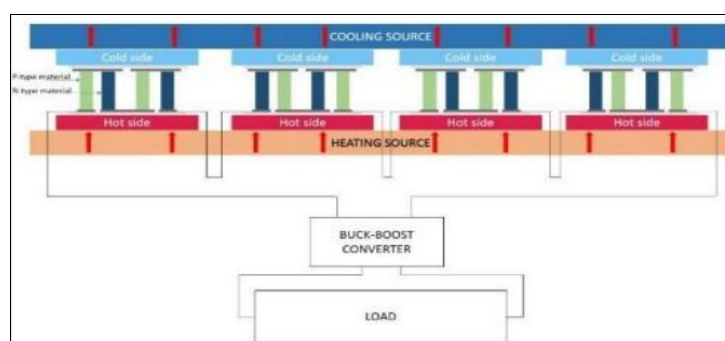 COOLING SOURCE
Cold side Cold side Cold side Cold side
P-type material
N-type material
Hot side Hot side Hot side Hot side
HEATING SOURCE
BUCK-BOOST
CONVERTER
LOAD